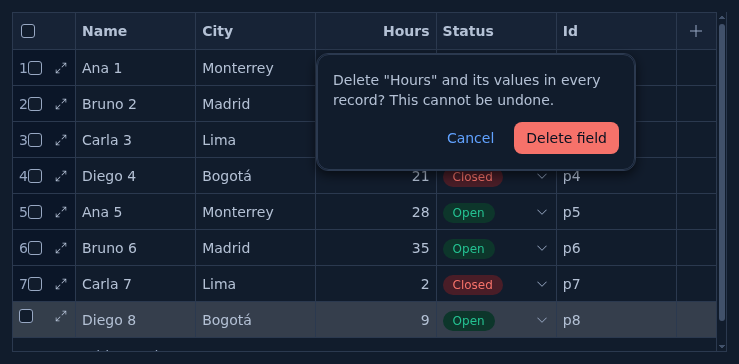 Name City Hours Status Id
1 Ana 1 Monterrey
2 Bruno 2 Madrid
3 Carla 3 Lima
Delete "Hours" and its values in every
record? This cannot be undone.
Cancel Delete field
4 Diego 4 Bogotá 21 Closed p4
5 Ana 5 Monterrey 28 Open p5
6 Bruno 6 Madrid 35 Open p6
7 Carla 7 Lima 2 Closed p7
Diego 8 Bogotá 9 Open p8